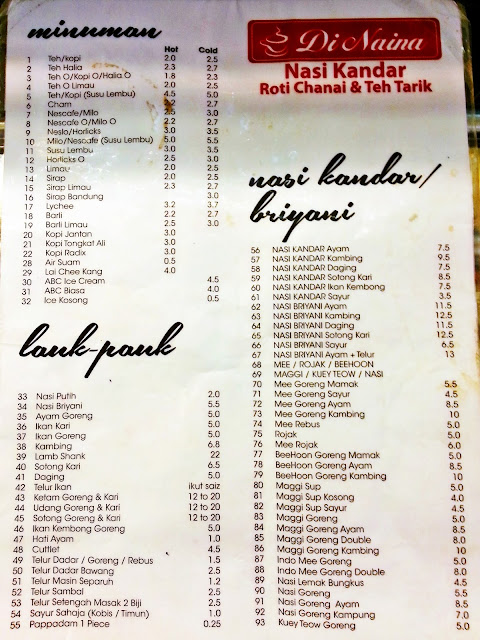 minuman
Hot Cold
1 Teh/kopi 2.0 2.5
2 Teh Halia 2.3 2.7
3 Teh O/Kopi O/Halia O 1.8 2.3
4 Teh O Limau 2.0 2.5
5 Teh/Kopi (Susu Lembu) 4.5 5.0
6 Cham 2.7
7 Nescafe/Milo 2.5 3.0
8 Nescafe O/Milo O 2.2 2.7
9 Neslo/Horlicks 3.0 3.5
10 Milo/Nescafe (Susu Lembu) 5.0 5.5
11 Susu Lembu 3.0 3.5
12 Horlicks O 2.5 3.0
13 Limau 2.0 2.5
14 Sirap 2.0 2.5
15 Sirap Limau 2.3 2.7
16 Sirap Bandung 3.0
17 Lychee 3.2 3.7
18 Barli 2.2 2.7
19 Barli Limau 2.5 3.0
20 Kopi Jantan 3.0
21 Kopi Tongkat Ali 3.0
22 Kopi Radix 3.0
28 Air Suam 0.5
29 Lai Chee Kang 4.0
30 ABC Ice Cream 4.5
31 ABC Biasa 4.0
32 Ice Kosong 0.5
lauk-pauk
33 Nasi Putih 2.0
34 Nasi Briyani 5.5
35 Ayam Goreng 5.0
36 Ikan Kari 5.0
37 Ikan Goreng 5.0
38 Kambing 6.8
39 Lamb Shank 22
40 Sotong Kari 6.5
41 Daging 5.0
42 Telur Ikan ikut saiz
43 Ketam Goreng & Kari 12 to 20
44 Udang Goreng & Kari 12 to 20
45 Sotong Goreng & Kari 12 to 20
46 Ikan Kembong Goreng 5.0
47 Hati Ayam 1.0
48 Cuttlet 4.5
49 Telur Dadar / Goreng / Rebus 1.5
50 Telur Dadar Bawang 2.5
51 Telur Masin Separuh 1.2
52 Telur Sambal 2.5
53 Telur Setengah Masak 2 Biji 2.5
54 Sayur Sahaja (Kobis / Timun) 1.0
55 Pappadam 1 Piece 0.25
Di Naina
Nasi Kandar
Roti Chanai & Teh Tarik
nasi kandar/
briyani
56 NASI KANDAR Ayam 7.5
57 NASI KANDAR Kambing 9.5
58 NASI KANDAR Daging 7.5
59 NASI KANDAR Sotong Kari 8.5
60 NASI KANDAR Ikan Kembong 7.5
61 NASI KANDAR Sayur 3.5
62 NASI BRIYANI Ayam 11.5
63 NASI BRIYANI Kambing 12.5
64 NASI BRIYANI Daging 11.5
65 NASI BRIYANI Sotong Kari 12.5
66 NASI BRIYANI Sayur 6.5
67 NASI BRIYANI Ayam + Telur 13
68 MEE / ROJAK / BEEHOON
69 MAGGI / KUEY TEOW / NASI
70 Mee Goreng Mamak 5.5
71 Mee Goreng Sayur 4.5
72 Mee Goreng Ayam 8.5
73 Mee Goreng Kambing 10
74 Mee Rebus 5.0
75 Rojak 5.0
76 Mee Rojak 6.0
77 BeeHoon Goreng Mamak 5.0
78 BeeHoon Goreng Ayam 8.5
79 BeeHoon Goreng Kambing 10
80 Maggi Sup 5.0
81 Maggi Sup Kosong 4.0
82 Maggi Sup Sayur 4.5
83 Maggi Goreng 5.0
84 Maggi Goreng Ayam 8.5
85 Maggi Goreng Double 8.0
86 Maggi Goreng Kambing 10
87 Indo Mee Goreng 5.0
88 Indo Mee Goreng Double 8.0
89 Nasi Lemak Bungkus 4.5
90 Nasi Goreng 5.5
91 Nasi Goreng Ayam 8.5
92 Nasi Goreng Kampung 7.0
93 Kuey Teow Goreng 5.0